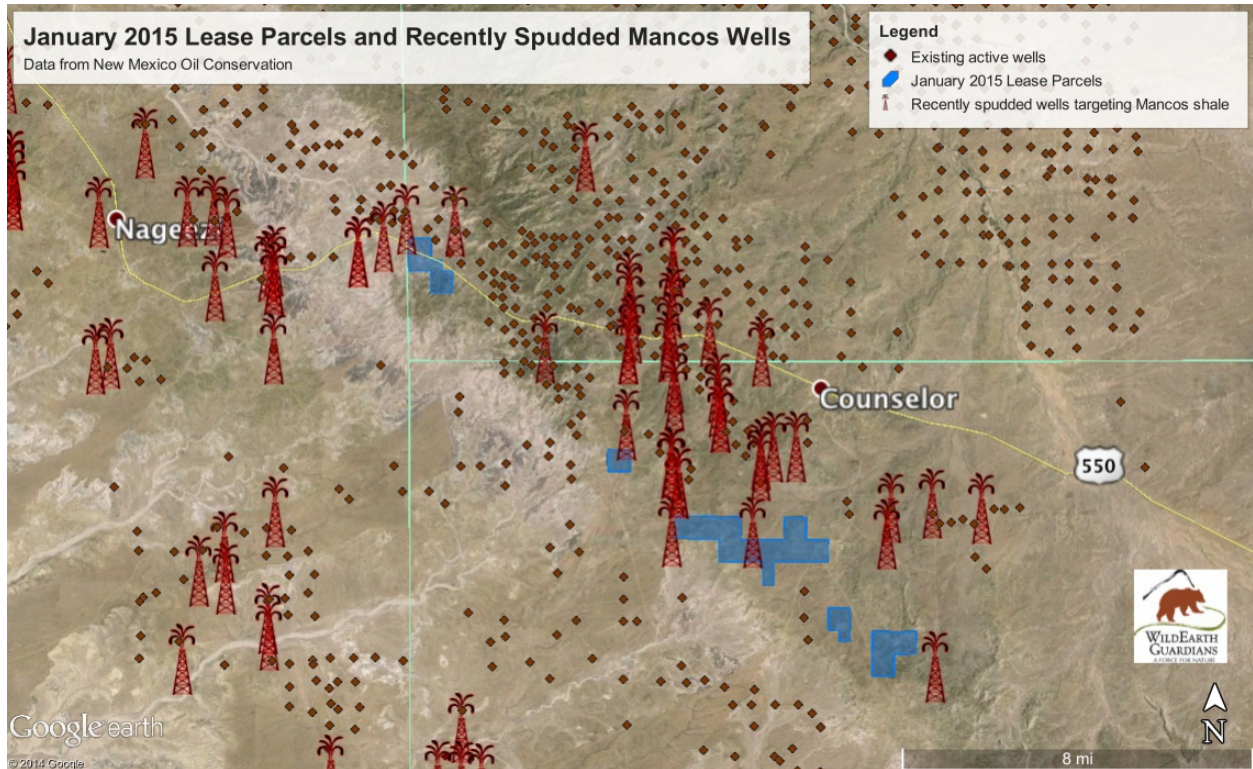 January 2015 Lease Parcels and Recently Spudded Mancos Wells
Data from New Mexico Oil Conservation
Legend
Existing active wells
January 2015 Lease Parcels
Recently spudded wells targeting Mancos shale
Nageezi
Counselor
550
WILDEARTH
GUARDIANS
A FORCE FOR NATURE
N
Google earth
© 2014 Google
8 mi